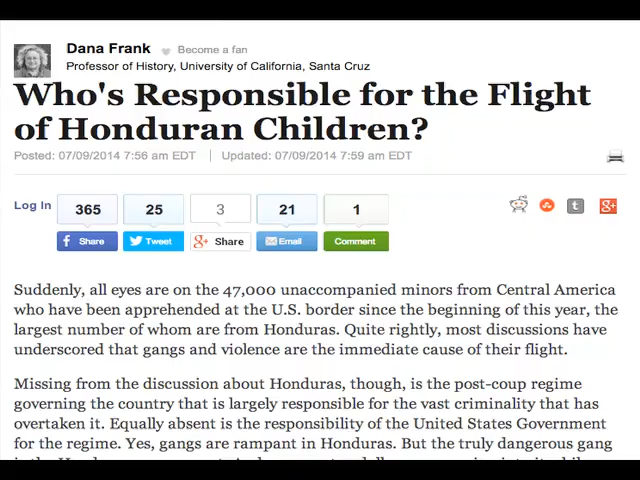 Dana Frank Become a fan
Professor of History, University of California, Santa Cruz
Who's Responsible for the Flight
of Honduran Children?
Posted: 07/09/2014 7:56 am EDT | Updated: 07/09/2014 7:59 am EDT
Log In 365 25 3 21 1
f Share Tweet g+ Share Email Comment
t g+
Suddenly, all eyes are on the 47,000 unaccompanied minors from Central America
who have been apprehended at the U.S. border since the beginning of this year, the
largest number of whom are from Honduras. Quite rightly, most discussions have
underscored that gangs and violence are the immediate cause of their flight.
Missing from the discussion about Honduras, though, is the post-coup regime
governing the country that is largely responsible for the vast criminality that has
overtaken it. Equally absent is the responsibility of the United States Government
for the regime. Yes, gangs are rampant in Honduras. But the truly dangerous gang